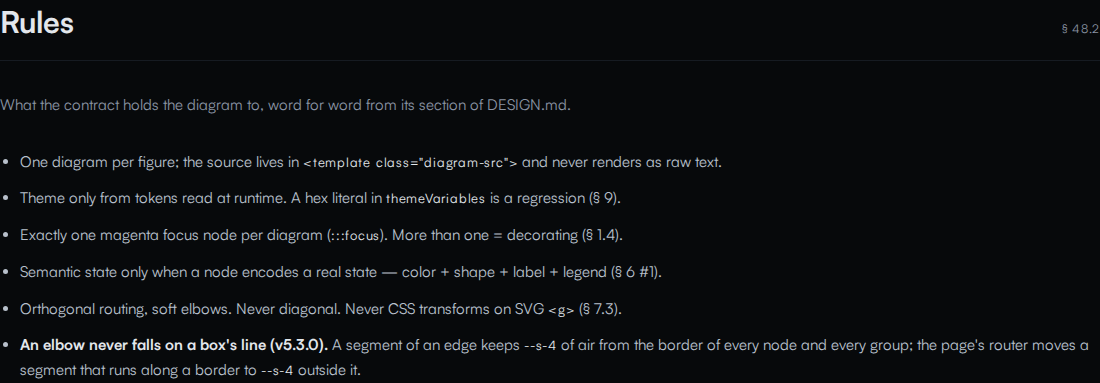 Rules
§ 48.2
What the contract holds the diagram to, word for word from its section of DESIGN.md.
• One diagram per figure; the source lives in <template class="diagram-src"> and never renders as raw text.
• Theme only from tokens read at runtime. A hex literal in themeVariables is a regression (§ 9).
• Exactly one magenta focus node per diagram (:::focus). More than one = decorating (§ 1.4).
• Semantic state only when a node encodes a real state — color + shape + label + legend (§ 6 #1).
• Orthogonal routing, soft elbows. Never diagonal. Never CSS transforms on SVG <g> (§ 7.3).
• An elbow never falls on a box's line (v5.3.0). A segment of an edge keeps --s-4 of air from the border of every node and every group; the page's router moves a
segment that runs along a border to --s-4 outside it.